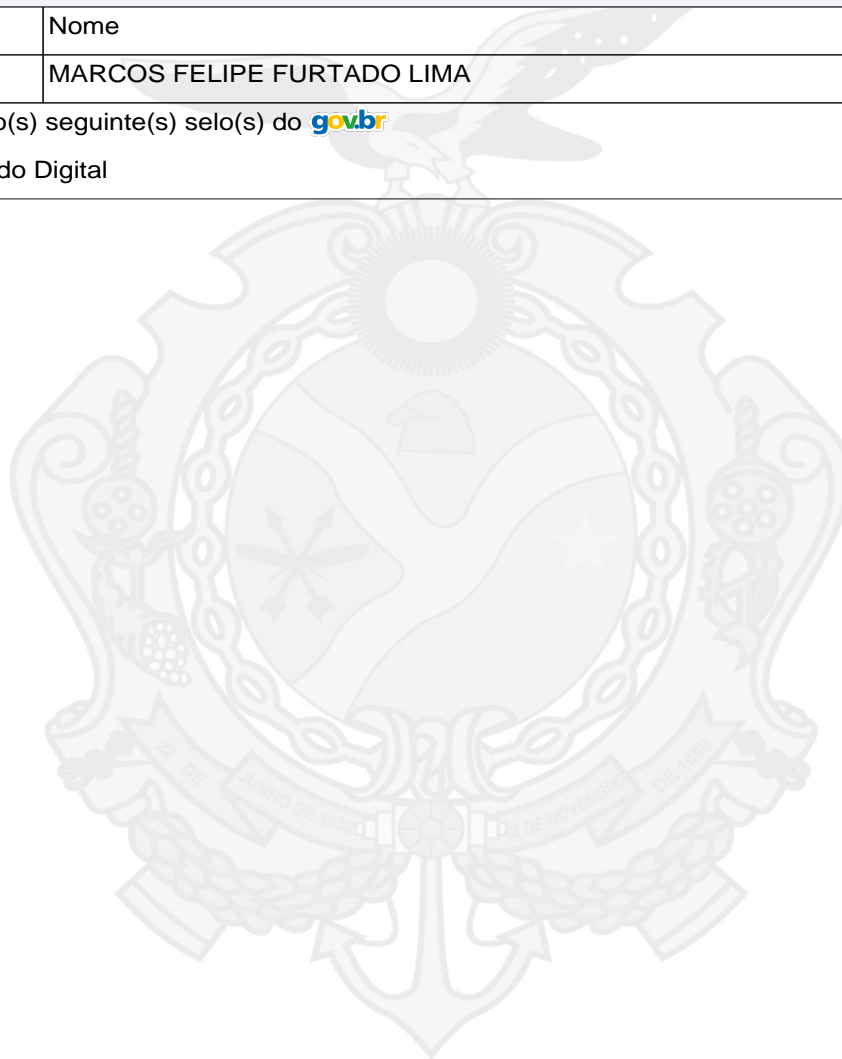 Nome
MARCOS FELIPE FURTADO LIMA
o(s) seguinte(s) selo(s) do gov.br
do Digital
22 DE
JUNHO DE 1832
21 DE NOVEMBRO
DE 1889